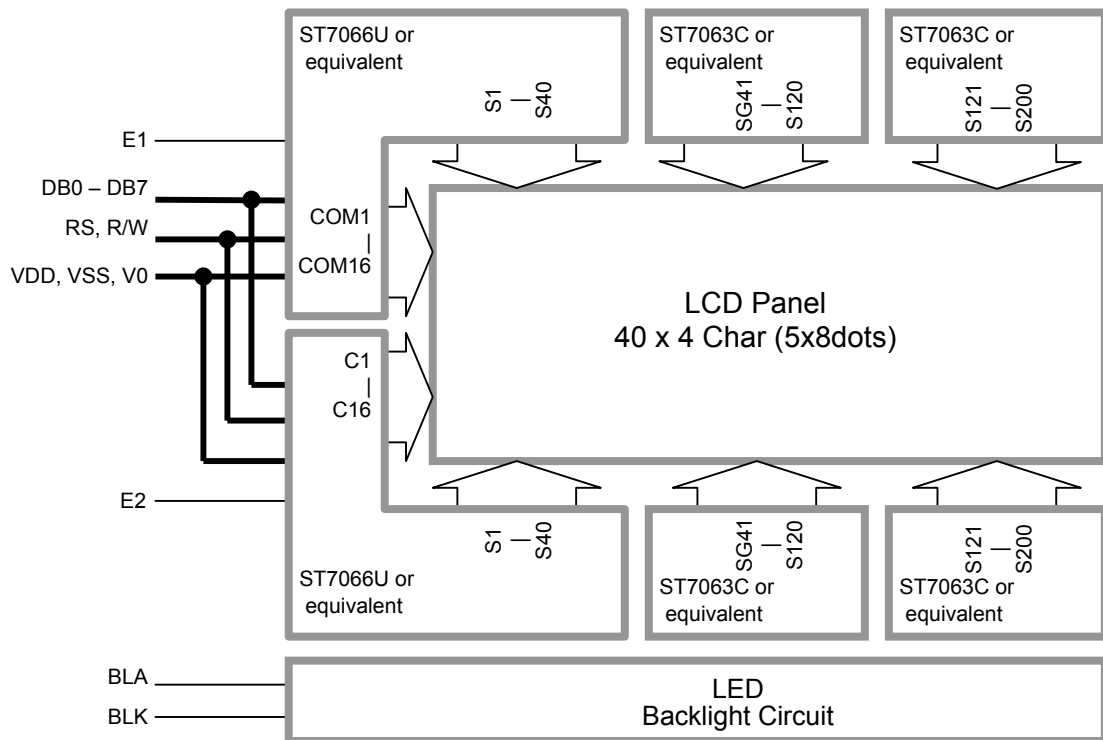 ST7066U or
equivalent
S1
—
S40
ST7063C or
equivalent
SG41
—
S120
ST7063C or
equivalent
S121
—
S200
E1
DB0 – DB7
RS, R/W
VDD, VSS, V0
COM1
|
COM16
LCD Panel
40 x 4 Char (5x8dots)
C1
|
C16
E2
S1
—
S40
ST7066U or
equivalent
SG41
—
S120
ST7063C or
equivalent
S121
—
S200
ST7063C or
equivalent
BLA
BLK
LED
Backlight Circuit